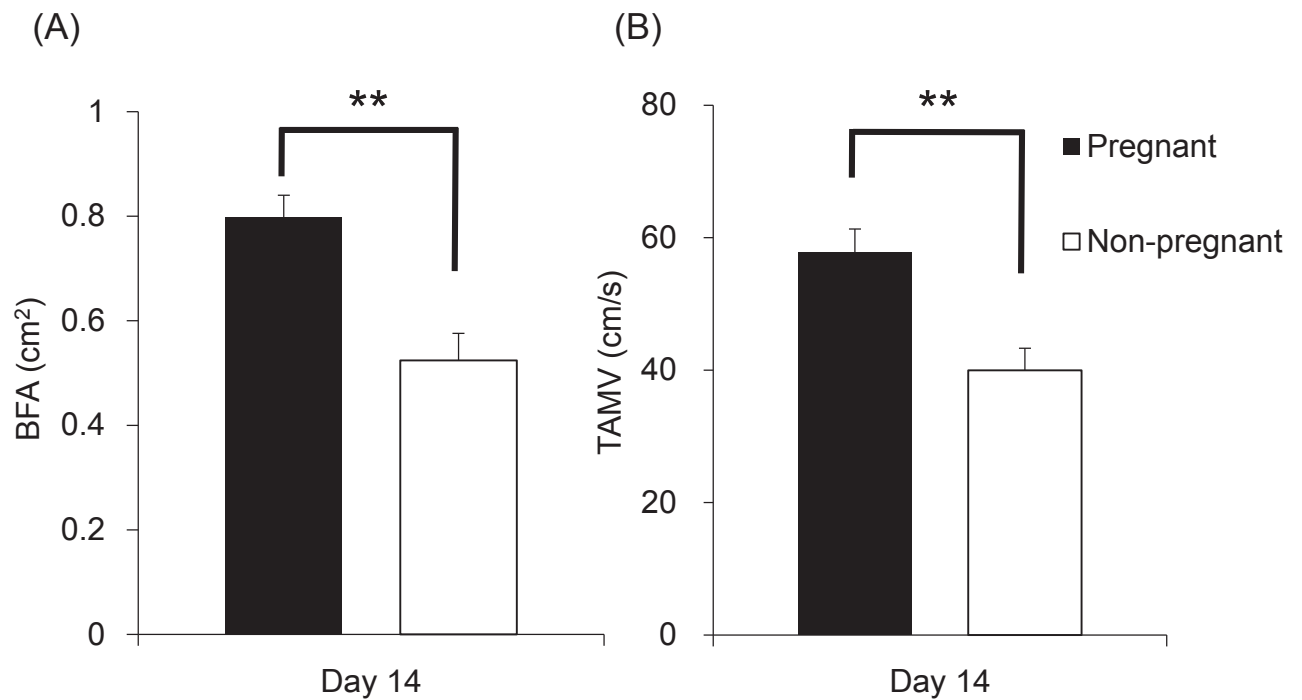 (A)
**
1
0.8
0.6
0.4
0.2
0
BFA (cm²)
Day 14
(B)
**
80
60
40
20
0
TAMV (cm/s)
Day 14
Pregnant
Non-pregnant